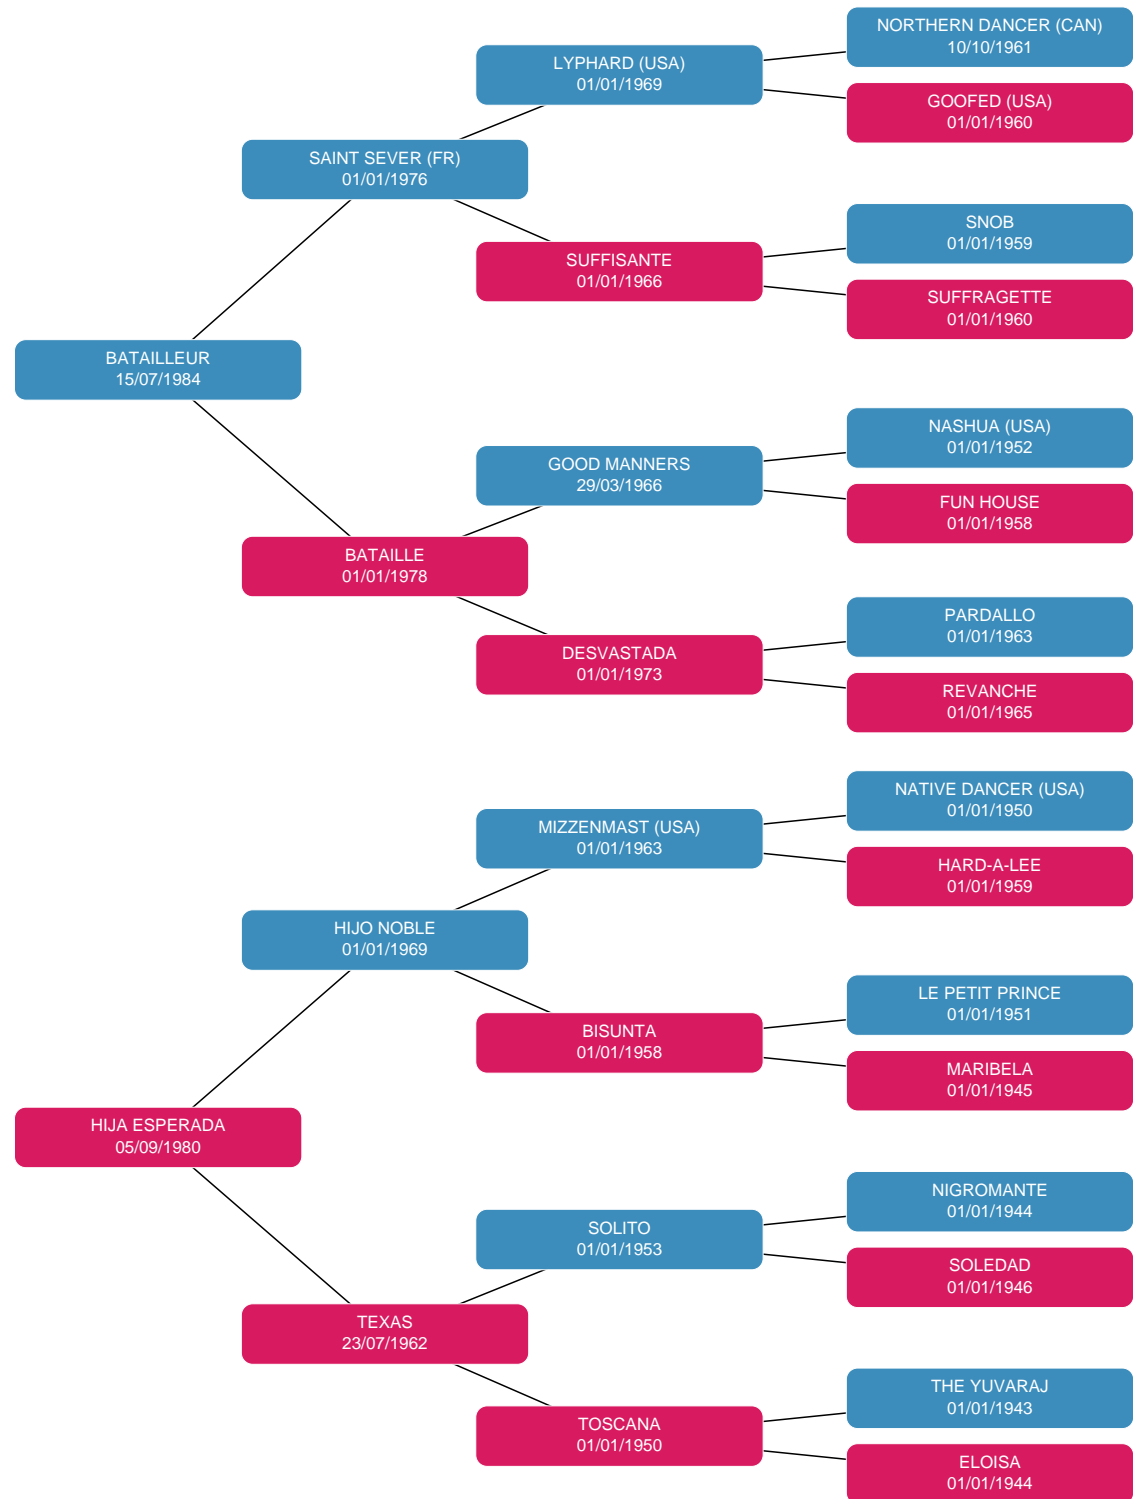 NORTHERN DANCER (CAN)
10/10/1961
LYPHARD (USA)
01/01/1969
GOOFED (USA)
01/01/1960
SAINT SEVER (FR)
01/01/1976
SNOB
01/01/1959
SUFFISANTE
01/01/1966
SUFFRAGETTE
01/01/1960
BATAILLEUR
15/07/1984
NASHUA (USA)
01/01/1952
GOOD MANNERS
29/03/1966
FUN HOUSE
01/01/1958
BATAILLE
01/01/1978
PARDALLO
01/01/1963
DESVASTADA
01/01/1973
REVANCHE
01/01/1965
NATIVE DANCER (USA)
01/01/1950
MIZZENMAST (USA)
01/01/1963
HARD-A-LEE
01/01/1959
HIJO NOBLE
01/01/1969
LE PETIT PRINCE
01/01/1951
BISUNTA
01/01/1958
MARIBELA
01/01/1945
HIJA ESPERADA
05/09/1980
NIGROMANTE
01/01/1944
SOLITO
01/01/1953
SOLEDAD
01/01/1946
TEXAS
23/07/1962
THE YUVARAJ
01/01/1943
TOSCANA
01/01/1950
ELOISA
01/01/1944